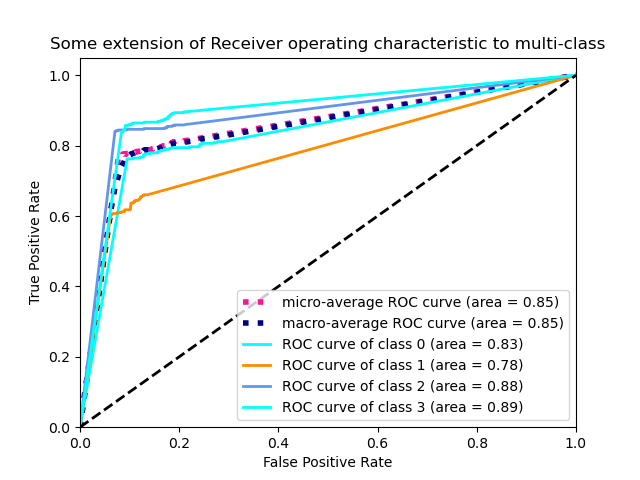 Some extension of Receiver operating characteristic to multi-class
1.0
0.8
0.6
0.4
0.2
0.0
True Positive Rate
micro-average ROC curve (area = 0.85)
macro-average ROC curve (area = 0.85)
ROC curve of class 0 (area = 0.83)
ROC curve of class 1 (area = 0.78)
ROC curve of class 2 (area = 0.88)
ROC curve of class 3 (area = 0.89)
0.0 0.2 0.4 0.6 0.8 1.0
False Positive Rate